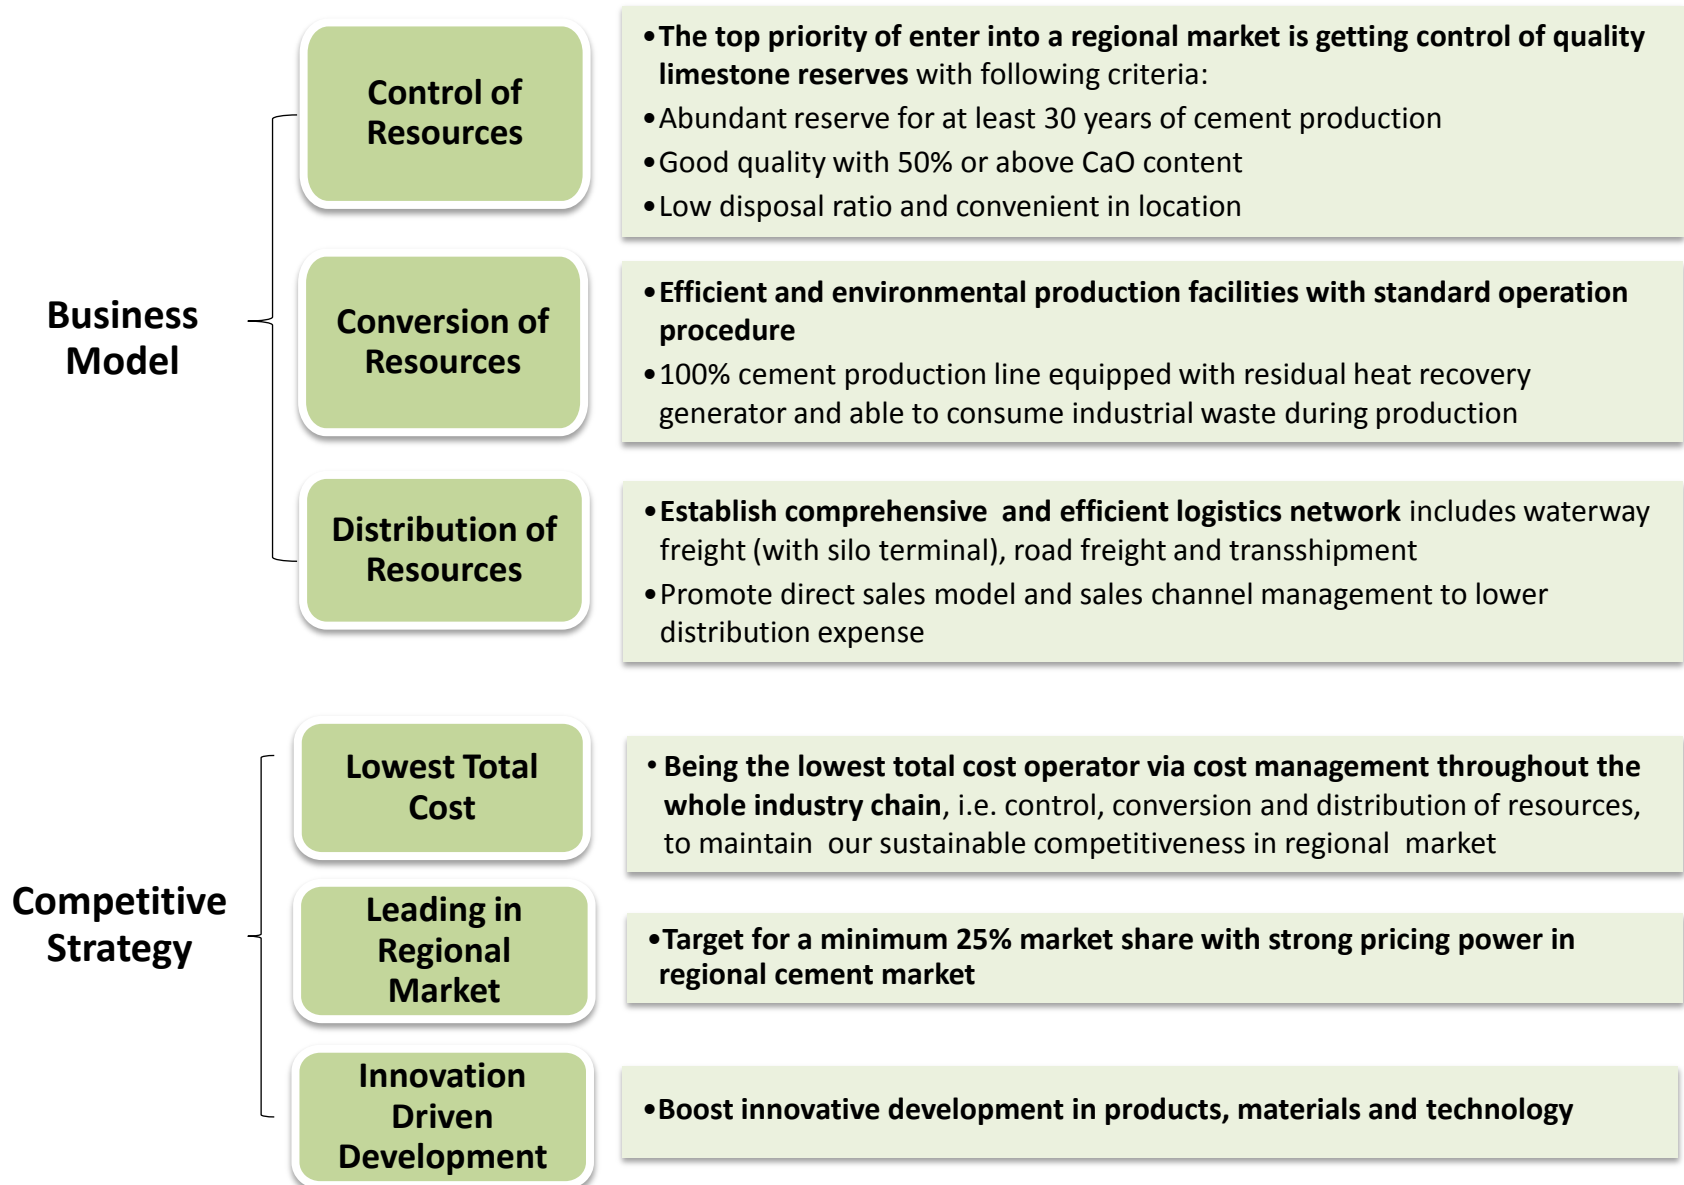 Business
Model
Control of
Resources
•The top priority of enter into a regional market is getting control of quality
limestone reserves with following criteria:
•Abundant reserve for at least 30 years of cement production
•Good quality with 50% or above CaO content
•Low disposal ratio and convenient in location
Conversion of
Resources
•Efficient and environmental production facilities with standard operation
procedure
•100% cement production line equipped with residual heat recovery
generator and able to consume industrial waste during production
Distribution of
Resources
•Establish comprehensive and efficient logistics network includes waterway
freight (with silo terminal), road freight and transshipment
•Promote direct sales model and sales channel management to lower
distribution expense
Competitive
Strategy
Lowest Total
Cost
• Being the lowest total cost operator via cost management throughout the
whole industry chain, i.e. control, conversion and distribution of resources,
to maintain our sustainable competitiveness in regional market
Leading in
Regional
Market
•Target for a minimum 25% market share with strong pricing power in
regional cement market
Innovation
Driven
Development
•Boost innovative development in products, materials and technology